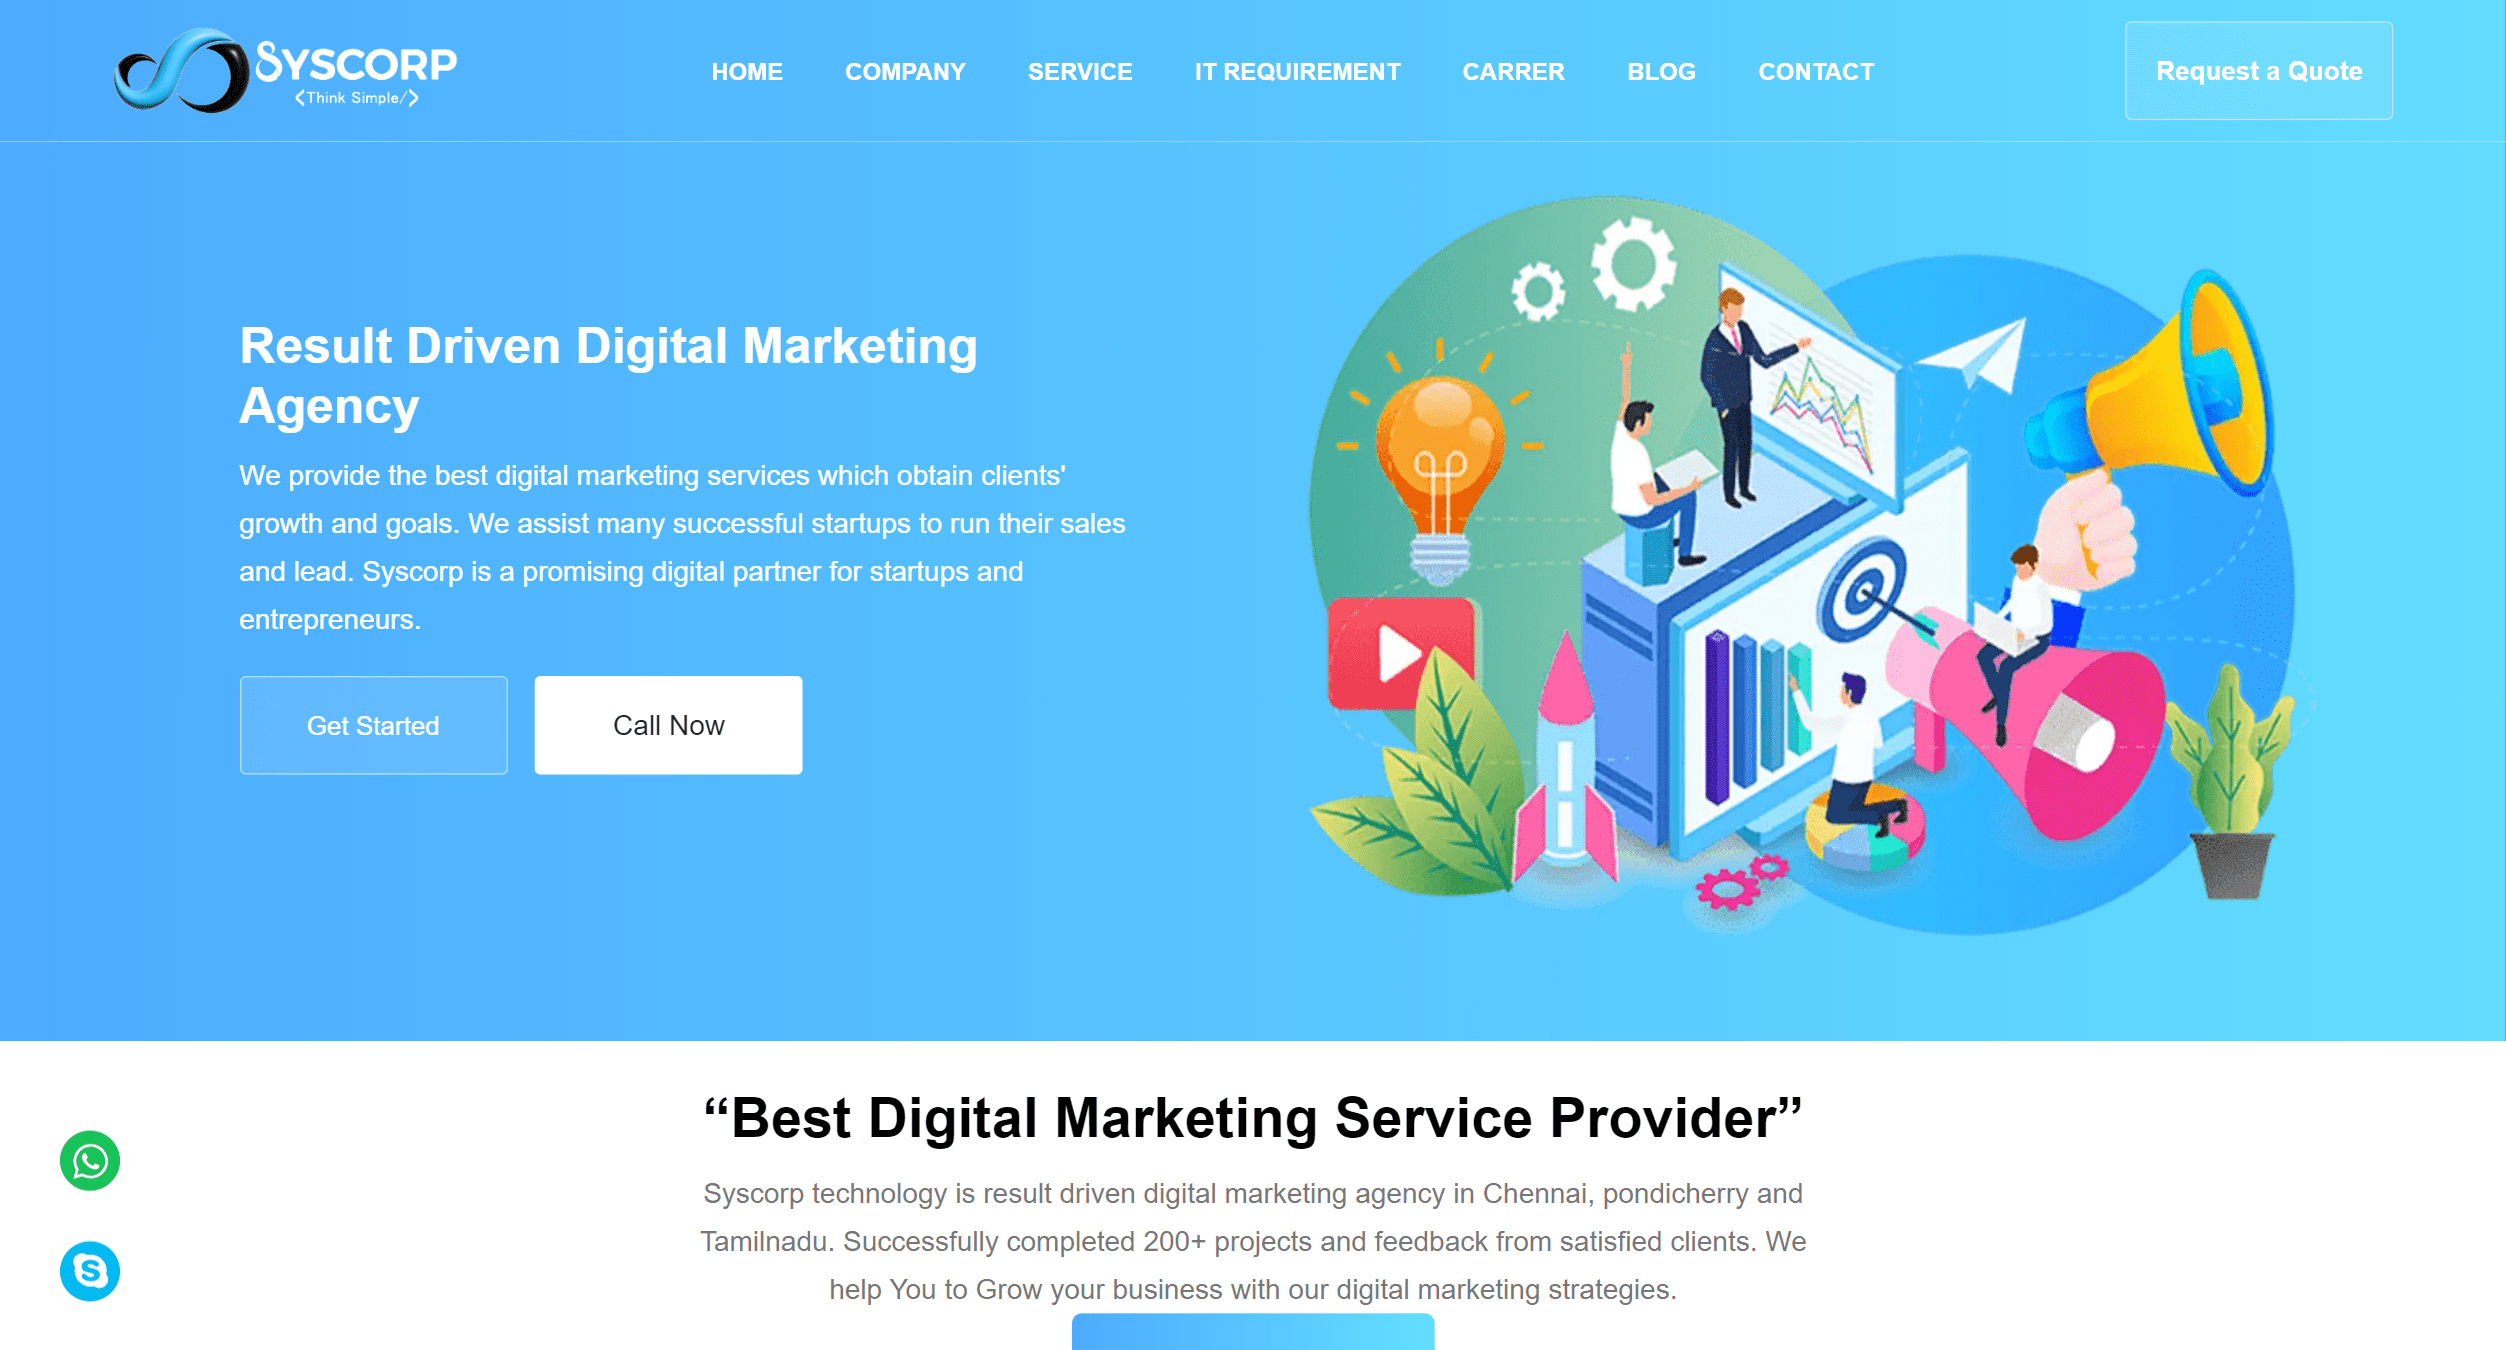 SYSCORP
<Think Simple/>
HOME COMPANY SERVICE IT REQUIREMENT CARRER BLOG CONTACT
Request a Quote
Result Driven Digital Marketing
Agency
We provide the best digital marketing services which obtain clients'
growth and goals. We assist many successful startups to run their sales
and lead. Syscorp is a promising digital partner for startups and
entrepreneurs.
Get Started
Call Now
“Best Digital Marketing Service Provider”
Syscorp technology is result driven digital marketing agency in Chennai, pondicherry and
Tamilnadu. Successfully completed 200+ projects and feedback from satisfied clients. We
help You to Grow your business with our digital marketing strategies.